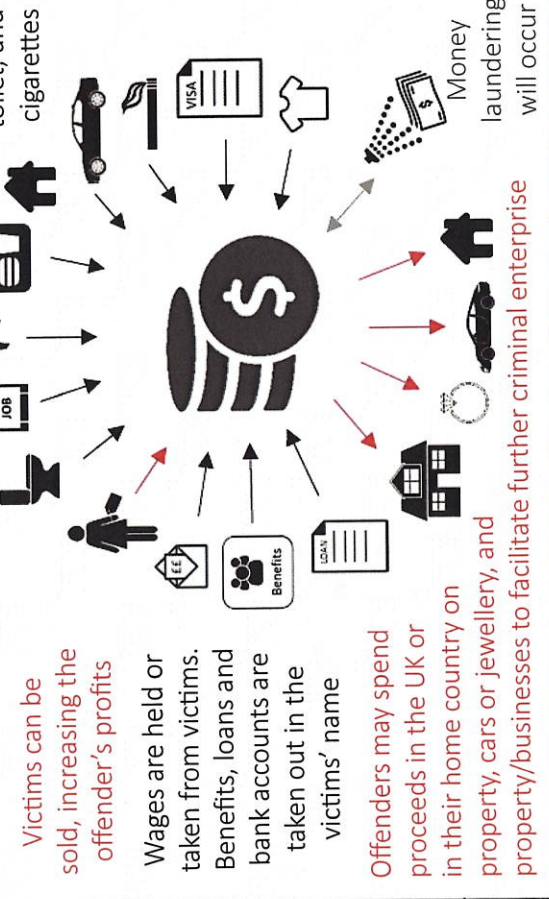 cigarettes
JOB
VISA
Victims can be
sold, increasing the
offender's profits
££
Benefits
LOAN
$
$
Wages are held or
taken from victims.
Benefits, loans and
bank accounts are
taken out in the
victims' name
Money
laundering
will occur
Offenders may spend
proceeds in the UK or
in their home country on
property, cars or jewellery, and
property/businesses to facilitate further criminal enterprise